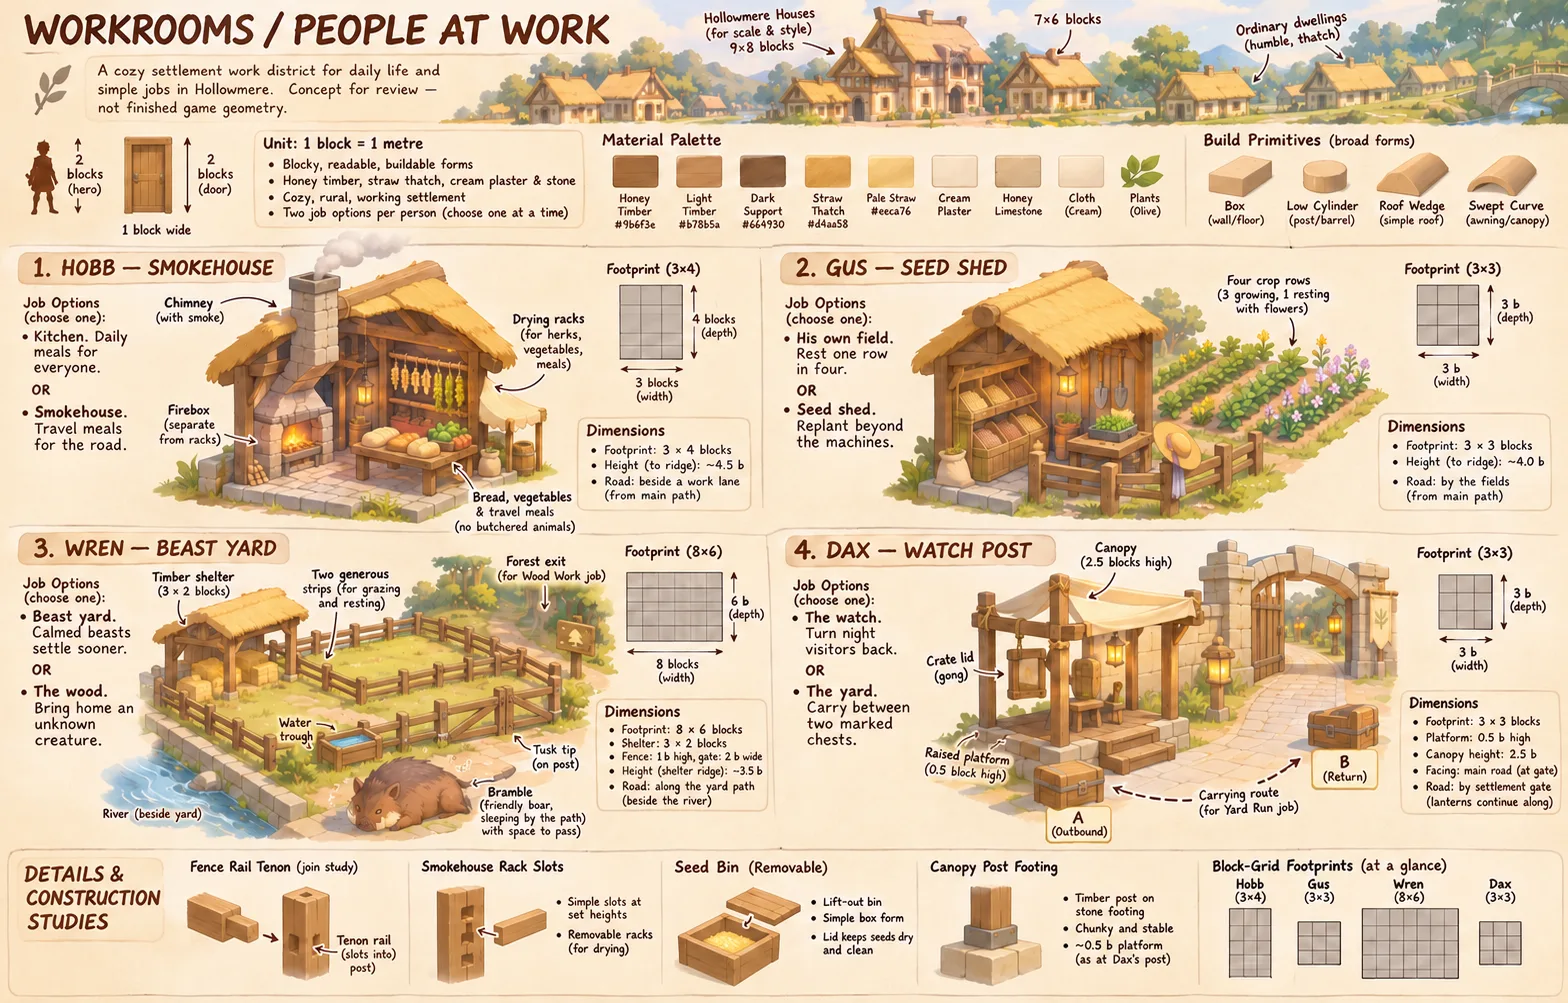 WORKROOMS / PEOPLE AT WORK
A cozy settlement work district for daily life and
simple jobs in Hollowmere. Concept for review —
not finished game geometry.
Hollowmere Houses
(for scale & style)
9×8 blocks
7×6 blocks
Ordinary dwellings
(humble, thatch)
2
blocks
(hero)
2
blocks
(door)
1 block wide
Unit: 1 block = 1 metre
• Blocky, readable, buildable forms
• Honey timber, straw thatch, cream plaster & stone
• Cozy, rural, working settlement
• Two job options per person (choose one at a time)
Material Palette
Honey
Timber
#9b6f3e
Light
Timber
#b78b5a
Dark
Support
#664930
Straw
Thatch
#d4aa58
Pale Straw
#eeca76
Cream
Plaster
Honey
Limestone
Cloth
(Cream)
Plants
(Olive)
Build Primitives (broad forms)
Box
(wall/floor)
Low Cylinder
(post/barrel)
Roof Wedge
(simple roof)
Swept Curve
(awning/canopy)
1. HOBB — SMOKEHOUSE
Job Options
(choose one):
• Kitchen. Daily
meals for
everyone.
OR
• Smokehouse.
Travel meals
for the road.
Chimney
(with smoke)
Firebox
(separate
from racks)
Drying racks
(for herks,
vegetables,
meals)
Bread, vegetables
& travel meals
(no butchered animals)
Footprint (3×4)
4 blocks
(depth)
3 blocks
(width)
Dimensions
• Footprint: 3 × 4 blocks
• Height (to ridge): ~4.5 b
• Road: beside a work lane
(from main path)
2. GUS — SEED SHED
Job Options
(choose one):
• His own field.
Rest one row
in four.
OR
• Seed shed.
Replant beyond
the machines.
Four crop rows
(3 growing, 1 resting
with flowers)
Footprint (3×3)
3 b
(depth)
3 b
(width)
Dimensions
• Footprint: 3 × 3 blocks
• Height (to ridge): ~4.0 b
• Road: by the fields
(from main path)
3. WREN — BEAST YARD
Job Options
(choose one):
• Beast yard.
Calmed beasts
settle sooner.
OR
• The wood.
Bring home an
unknown
creature.
Timber shelter
(3 × 2 blocks)
Two generous
strips (for grazing
and resting)
Forest exit
(for Wood Work job)
Water
trough
Tusk tip
(on post)
Bramble
(friendly boar,
sleeping by the path)
with space to pass)
River (beside yard)
Footprint (8×6)
6 b
(depth)
8 blocks
(width)
Dimensions
• Footprint: 8 × 6 blocks
• Shelter: 3 × 2 blocks
• Fence: 1 b high, gate: 2 b wide
• Height (shelter ridge): ~3.5 b
• Road: along the yard path
(beside the river)
4. DAX — WATCH POST
Job Options
(choose one):
• The watch.
Turn night
visitors back.
OR
• The yard.
Carry between
two marked
chests.
Canopy
(2.5 blocks high)
Crate lid
(gong)
Raised platform
(0.5 block high)
A
(Outbound)
B
(Return)
Carrying route
(for Yard Run job)
Footprint (3×3)
3 b
(depth)
3 b
(width)
Dimensions
• Footprint: 3 × 3 blocks
• Platform: 0.5 b high
• Canopy height: 2.5 b
• Facing: main road (at gate)
• Road: by settlement gate
(lanterns continue along)
DETAILS &
CONSTRUCTION
STUDIES
Fence Rail Tenon (join study)
Tenon rail
(slots into)
post)
Smokehouse Rack Slots
• Simple slots at
set heights
• Removable racks
(for drying)
Seed Bin (Removable)
• Lift-out bin
• Simple box form
• Lid keeps seeds dry
and clean
Canopy Post Footing
• Timber post on
stone footing
• Chunky and stable
• ~0.5 b platform
(as at Dax's post)
Block-Grid Footprints (at a glance)
Hobb
(3×4)
Gus
(3×3)
Wren
(8×6)
Dax
(3×3)